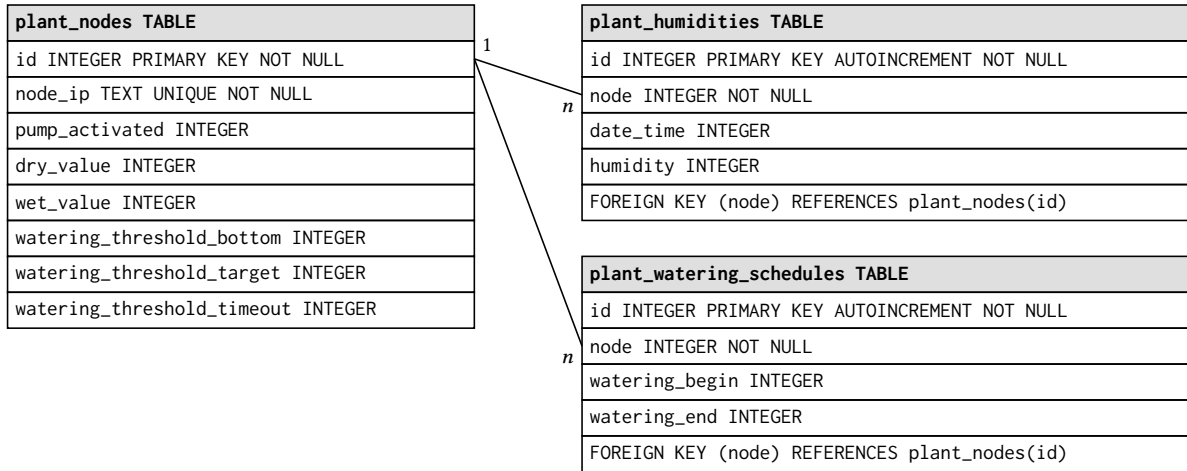 plant_nodes TABLE
id INTEGER PRIMARY KEY NOT NULL
node_ip TEXT UNIQUE NOT NULL
pump_activated INTEGER
dry_value INTEGER
wet_value INTEGER
watering_threshold_bottom INTEGER
watering_threshold_target INTEGER
watering_threshold_timeout INTEGER
1
n
n
plant_humidities TABLE
id INTEGER PRIMARY KEY AUTOINCREMENT NOT NULL
node INTEGER NOT NULL
date_time INTEGER
humidity INTEGER
FOREIGN KEY (node) REFERENCES plant_nodes(id)
plant_watering_schedules TABLE
id INTEGER PRIMARY KEY AUTOINCREMENT NOT NULL
node INTEGER NOT NULL
watering_begin INTEGER
watering_end INTEGER
FOREIGN KEY (node) REFERENCES plant_nodes(id)